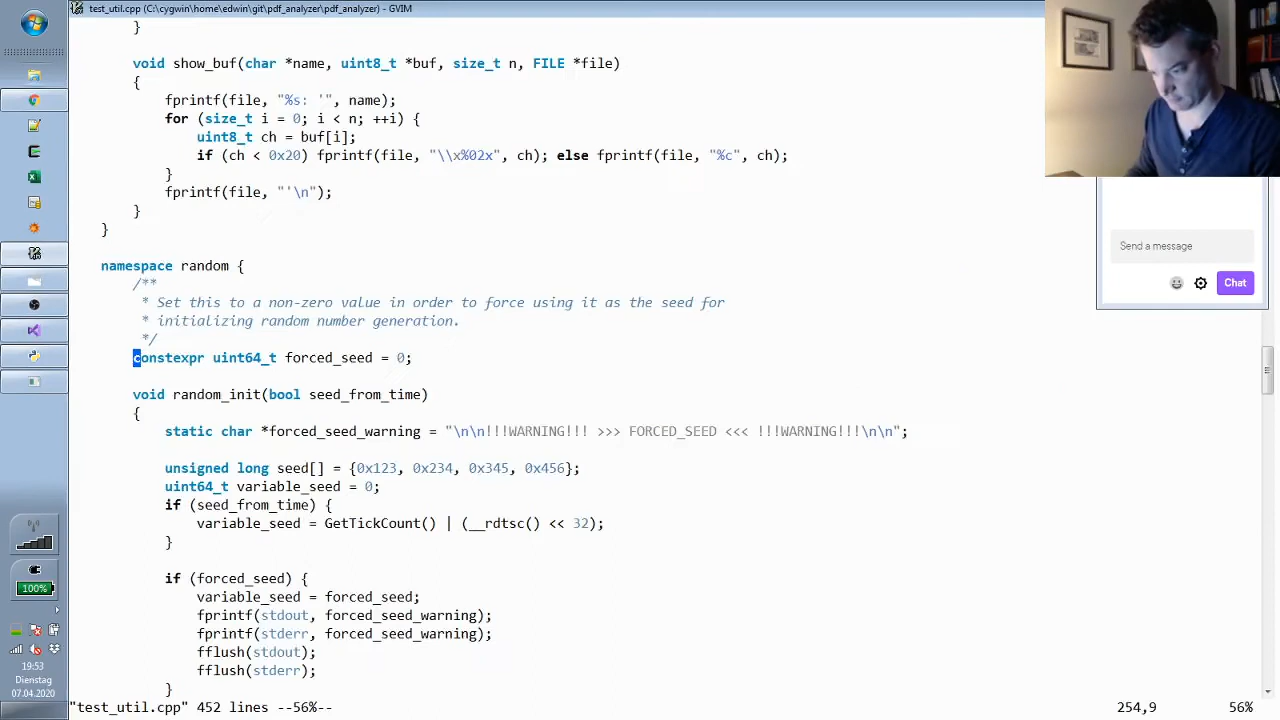 test_util.cpp (C:\cygwin\home\edwin\git\pdf_analyzer\pdf_analyzer) - GVIM
}
void show_buf(char *name, uint8_t *buf, size_t n, FILE *file)
{
fprintf(file, "%s: '", name);
for (size_t i = 0; i < n; ++i) {
uint8_t ch = buf[i];
if (ch < 0x20) fprintf(file, "\\x%02x", ch); else fprintf(file, "%c", ch);
}
fprintf(file, "'\n");
}
}
namespace random {
/**
* Set this to a non-zero value in order to force using it as the seed for
* initializing random number generation.
*/
constexpr uint64_t forced_seed = 0;
void random_init(bool seed_from_time)
{
static char *forced_seed_warning = "\n\n!!!WARNING!!! >>> FORCED_SEED <<< !!!WARNING!!!\n\n";
unsigned long seed[] = {0x123, 0x234, 0x345, 0x456};
uint64_t variable_seed = 0;
if (seed_from_time) {
variable_seed = GetTickCount() | (__rdtsc() << 32);
}
if (forced_seed) {
variable_seed = forced_seed;
fprintf(stdout, forced_seed_warning);
fprintf(stderr, forced_seed_warning);
fflush(stdout);
fflush(stderr);
}
"test_util.cpp" 452 lines --56%--
254,9
56%
Send a message
Chat
100%
19:53
Dienstag
07.04.2020